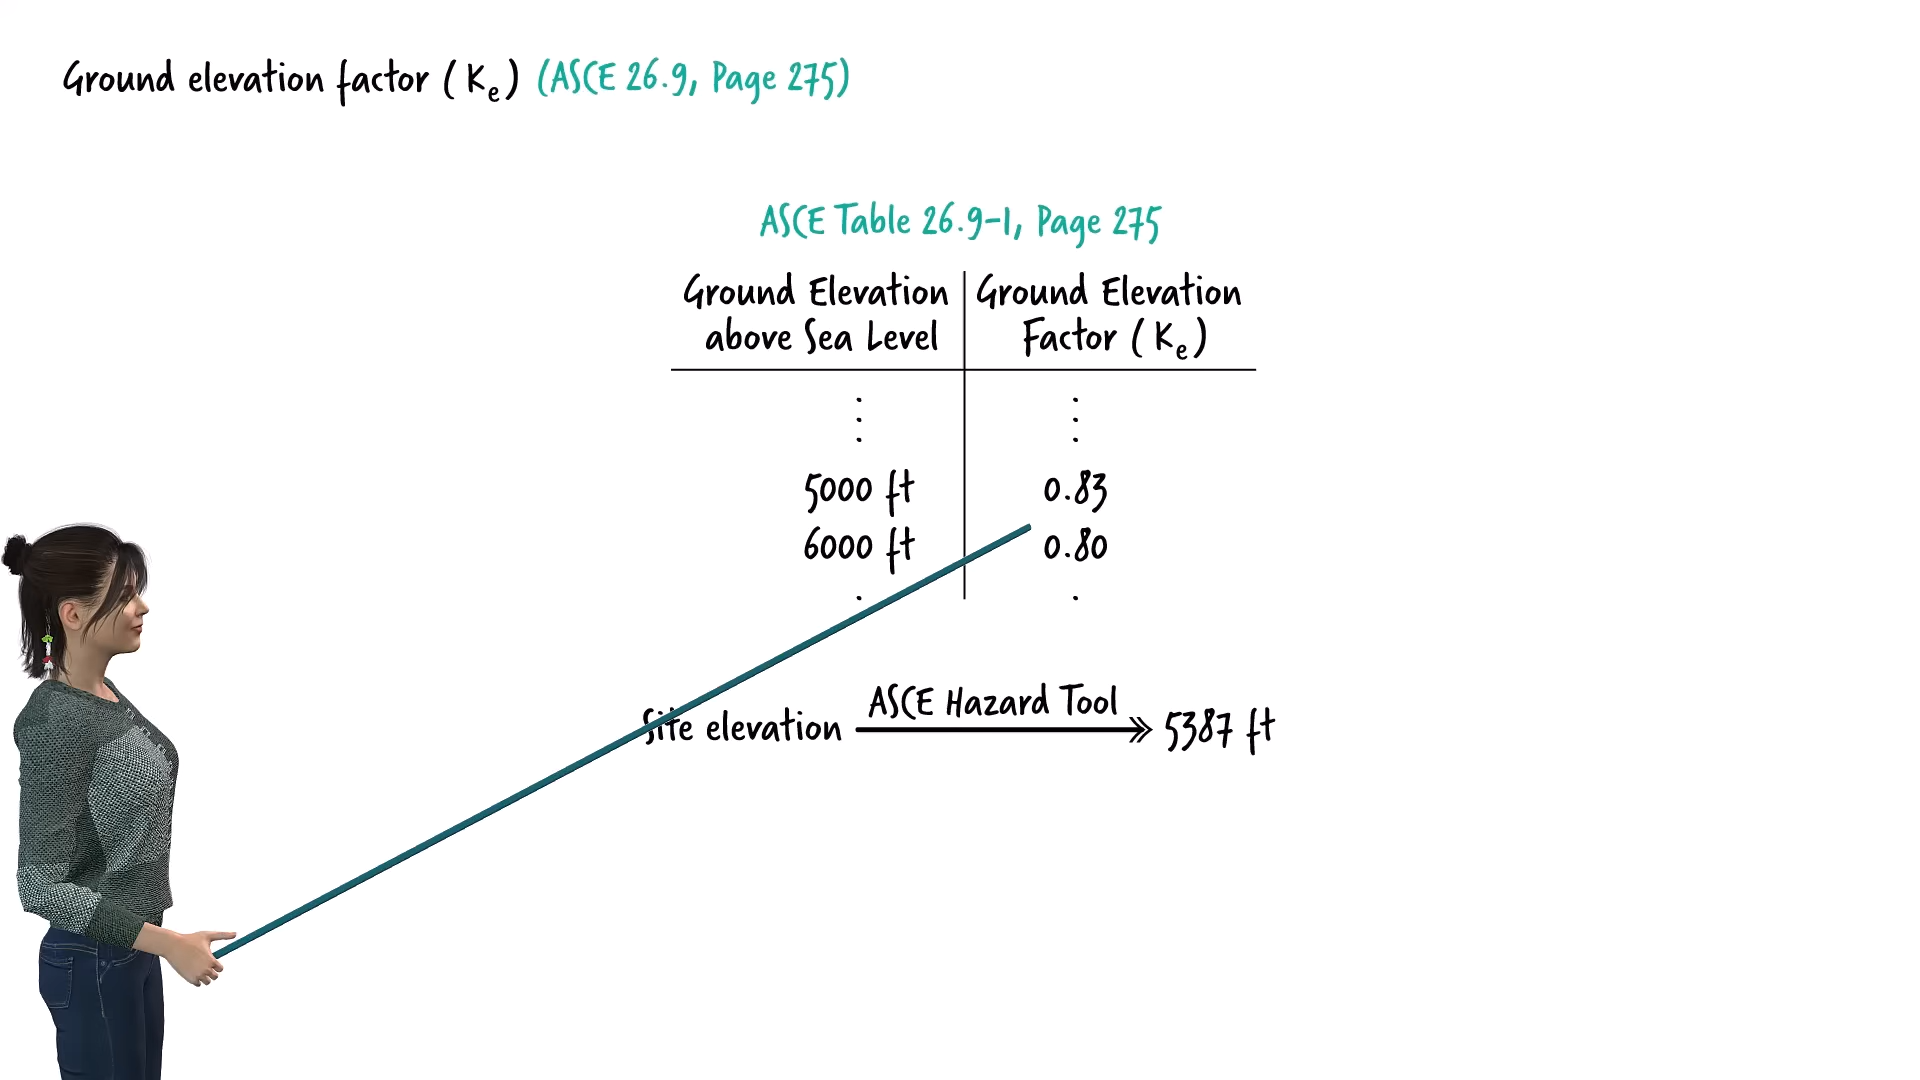 Ground elevation factor (Ke) (ASCE 26.9, Page 275)
ASCE Table 26.9-1, Page 275
Ground Elevation above Sea Level
Ground Elevation Factor (Ke)
5000 ft 0.83
6000 ft 0.80
Site elevation ASCE Hazard Tool 5387 ft